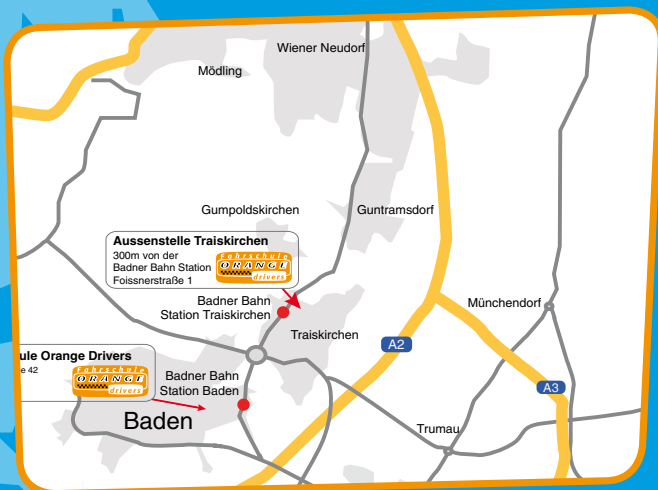 Wiener Neudorf
Mödling
Gumpoldskirchen
Guntramsdorf
Aussenstelle Traiskirchen
300m von der
Badner Bahn Station
Foissnerstraße 1
Fahrschule
ORANGE
drivers
Badner Bahn
Station Traiskirchen
Münchendorf
Traiskirchen
A2
ule Orange Drivers
e 42
Fahrschule
ORANGE
drivers
Badner Bahn
Station Baden
A3
Baden
Trumau